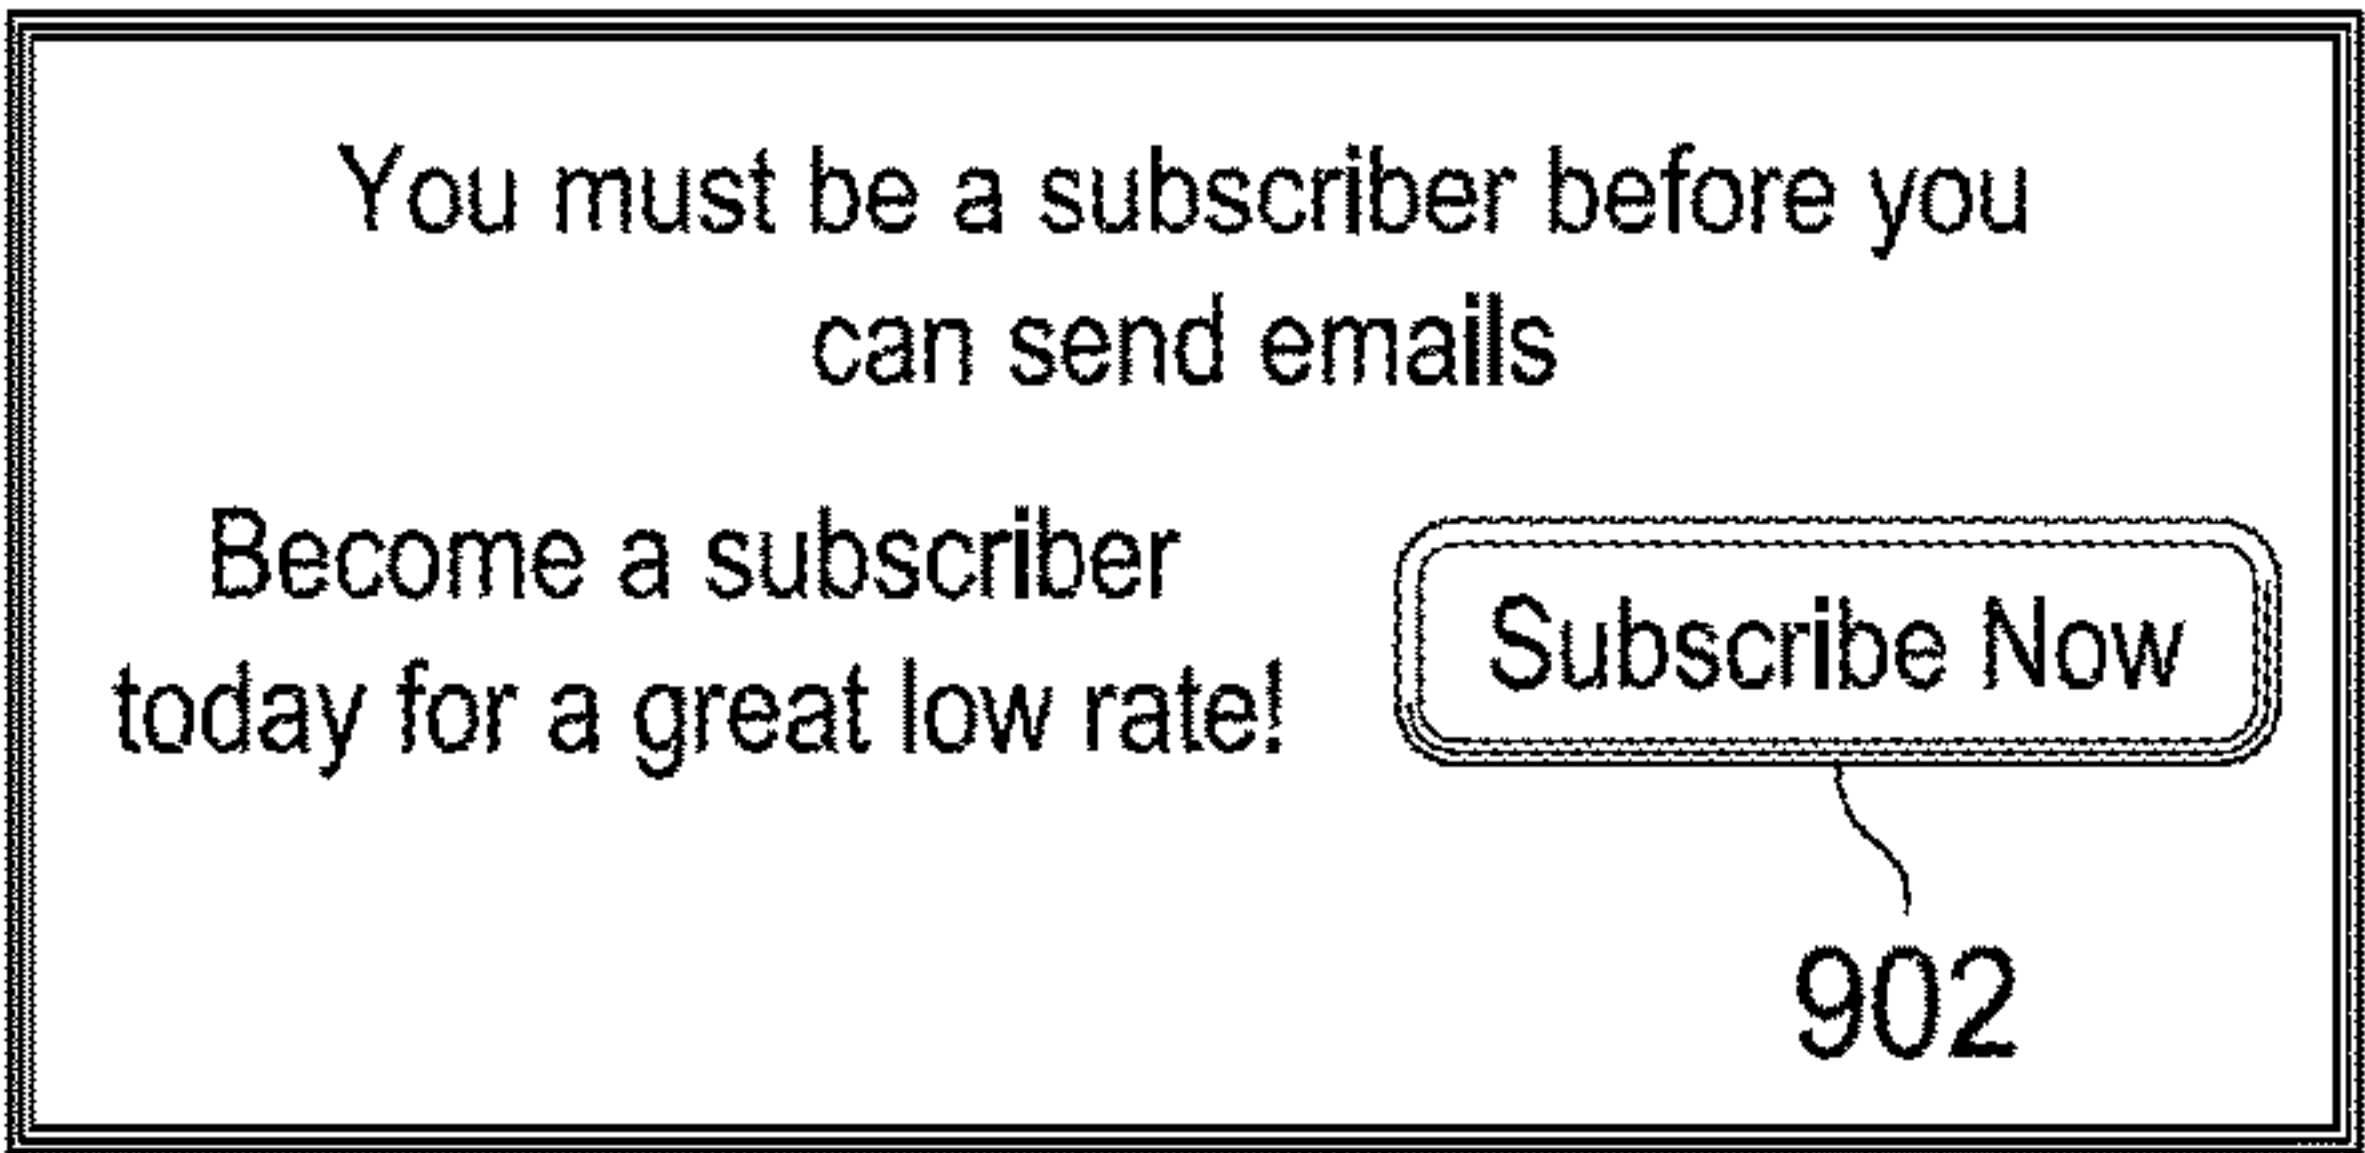 You must be a subscriber before you
can send emails
Become a subscriber
today for a great low rate!
Subscribe Now
902